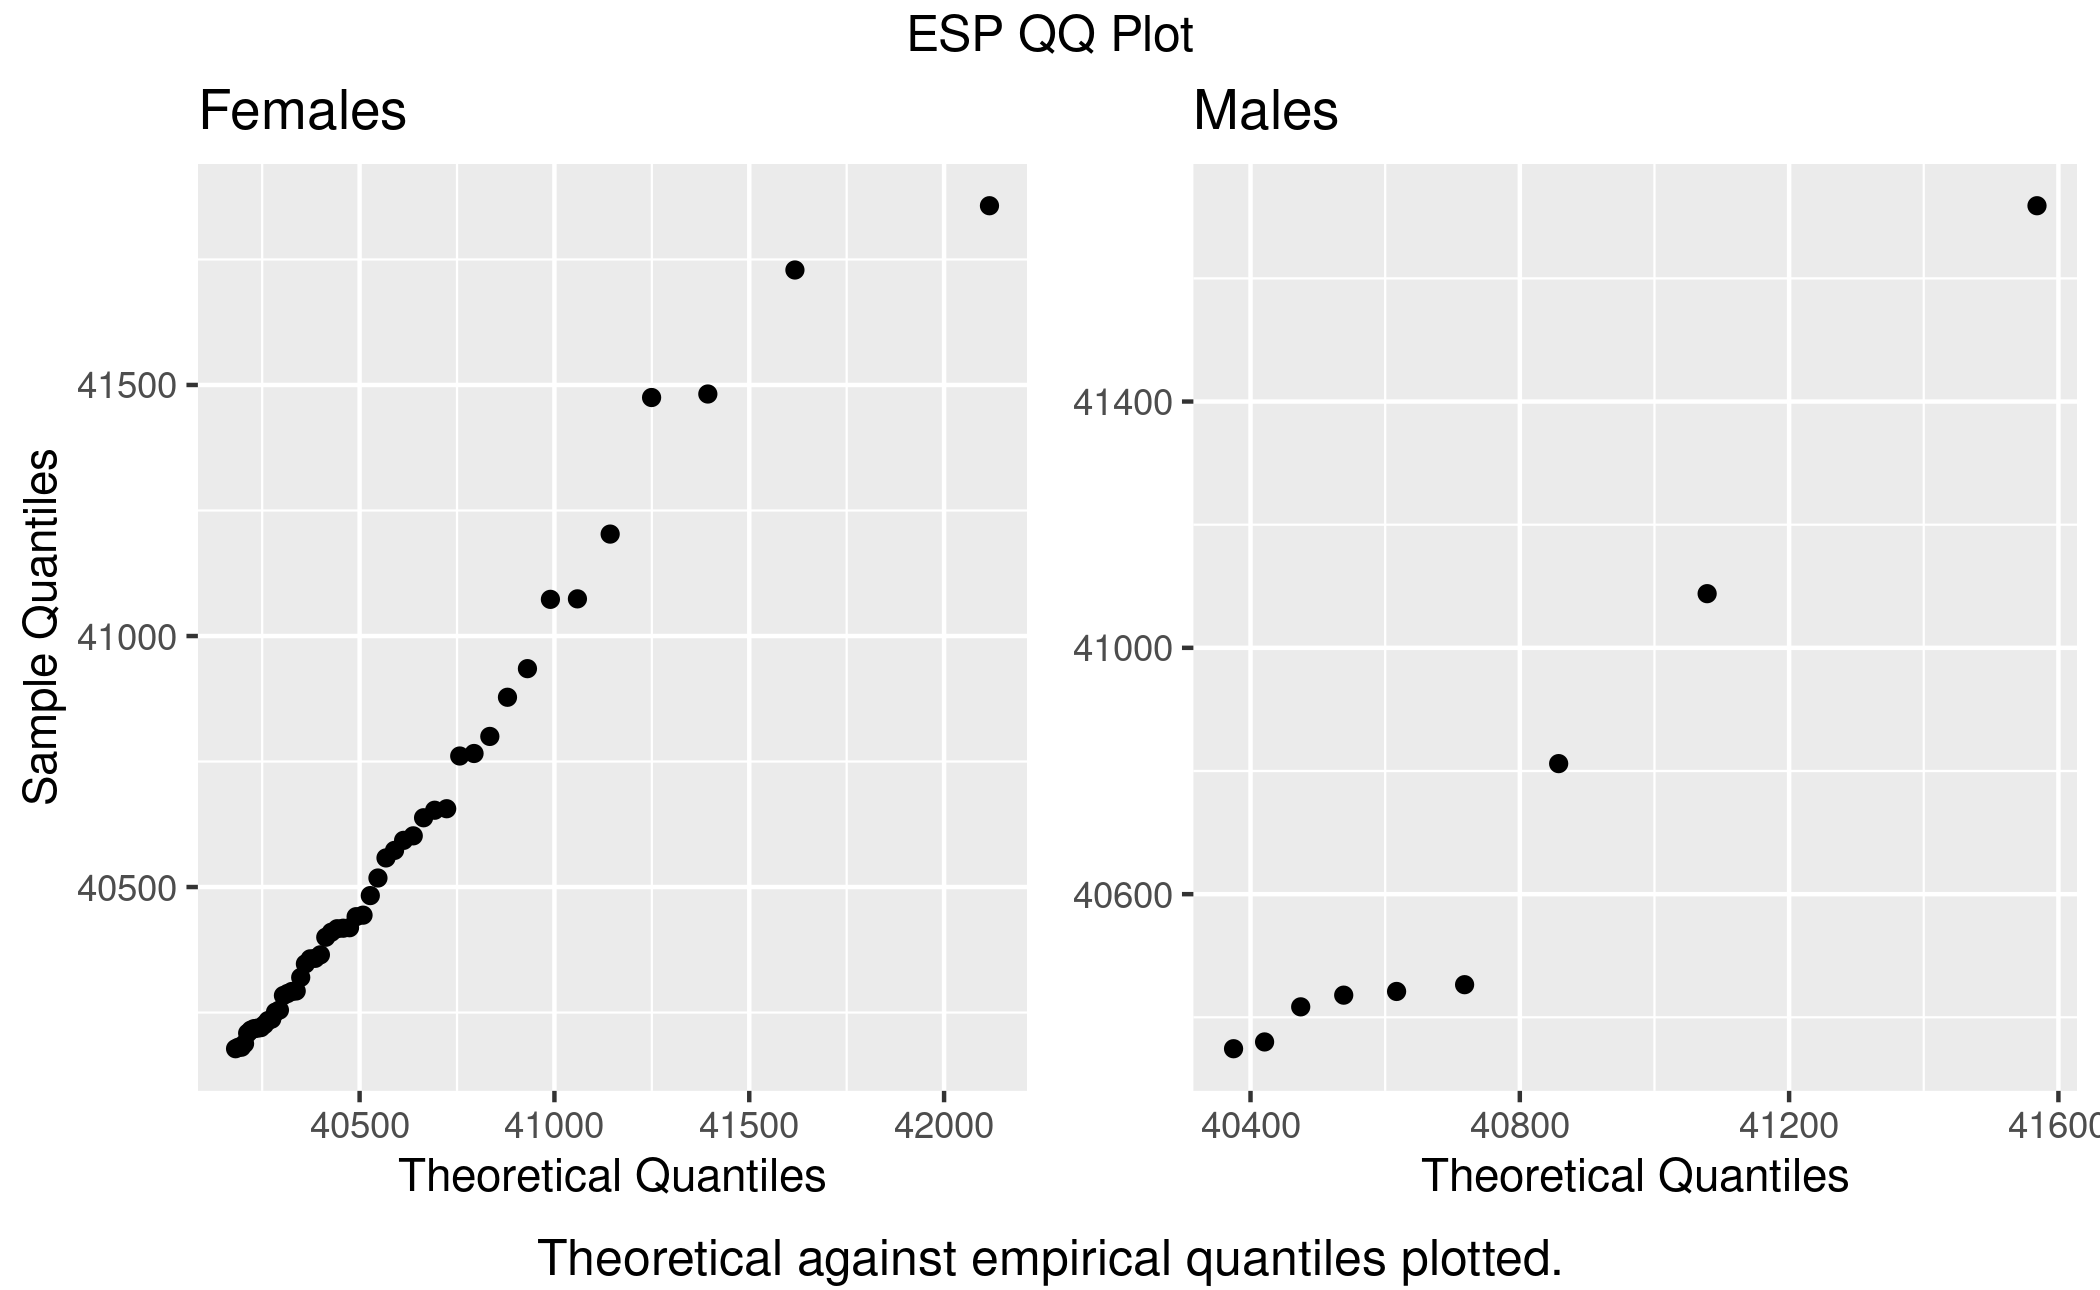 ESP QQ Plot
Females
Males
Sample Quantiles
41500
41000
40500
40500 41000 41500 42000
Theoretical Quantiles
41400
41000
40600
40400 40800 41200 41600
Theoretical Quantiles
Theoretical against empirical quantiles plotted.